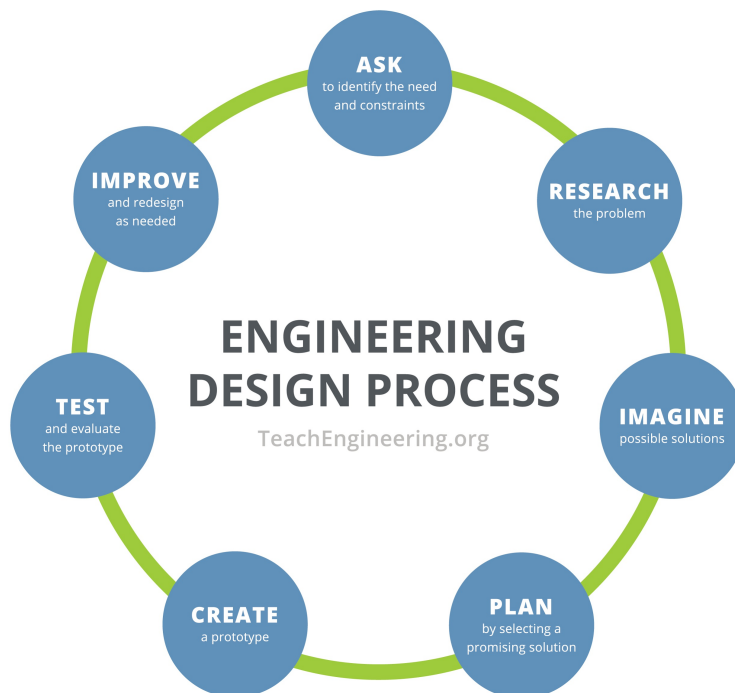 ASK
to identify the need
and constraints
RESEARCH
the problem
IMAGINE
possible solutions
PLAN
by selecting a
promising solution
CREATE
a prototype
TEST
and evaluate
the prototype
IMPROVE
and redesign
as needed
ENGINEERING
DESIGN PROCESS
TeachEngineering.org